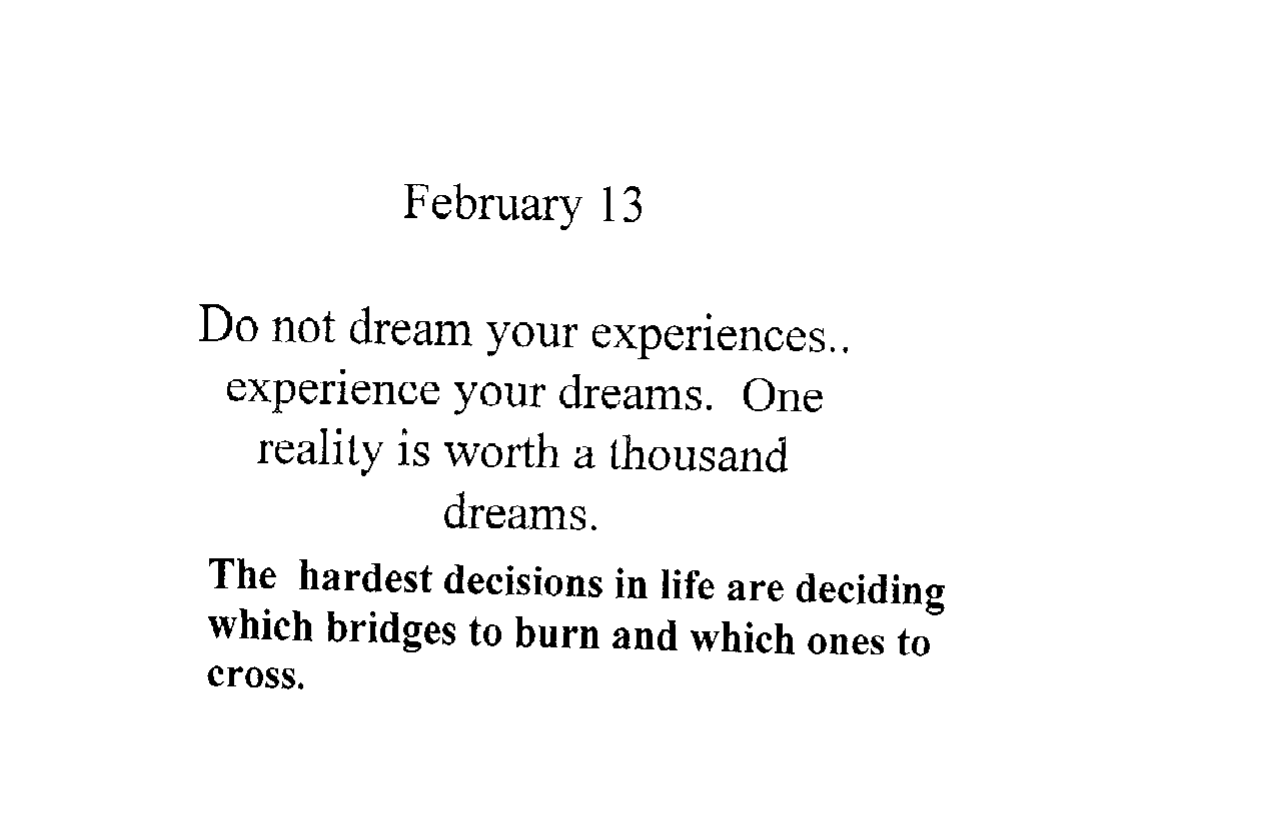 February 13
Do not dream your experiences..
experience your dreams.  One
reality is worth a thousand
dreams.
The  hardest decisions in life are deciding
which bridges to burn and which ones to
cross.